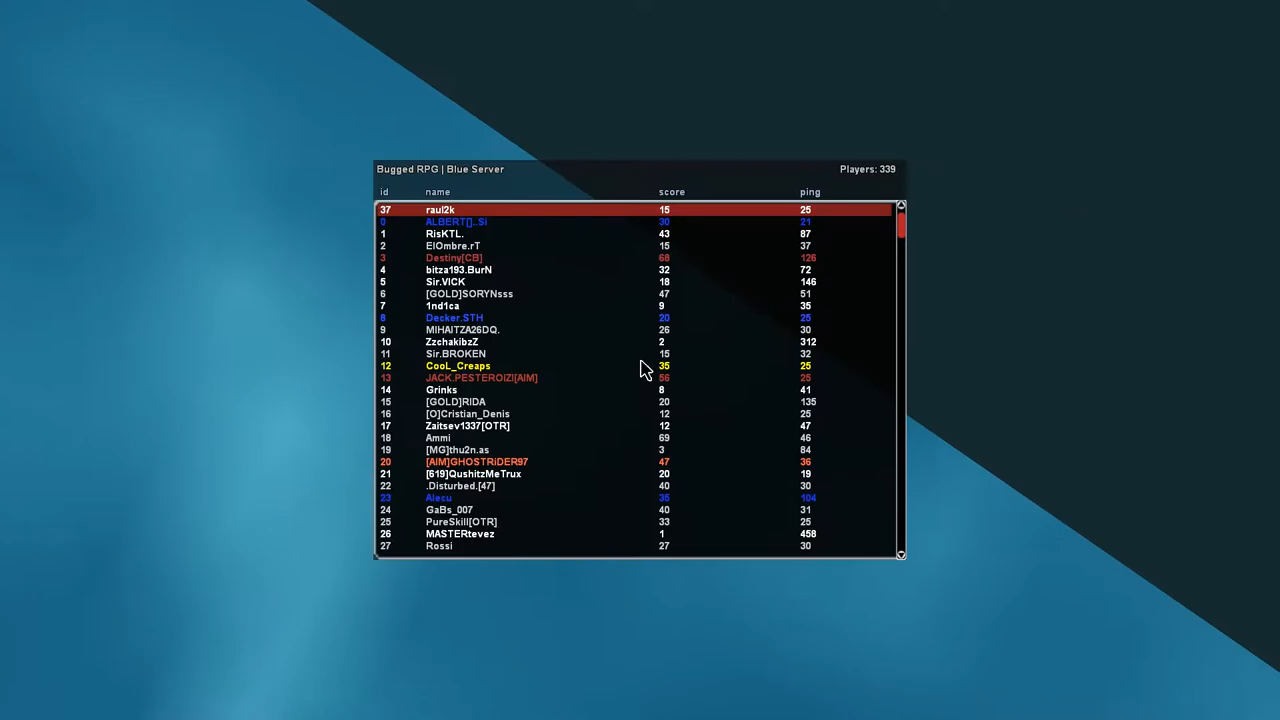 Bugged RPG | Blue Server Players: 339
id name score ping
37 raul2k 15 25
0 ALBERT[]..Si 30 21
1 RisKTL. 43 87
2 ElOmbre.rT 15 37
3 Destiny[CB] 68 126
4 bitza193.BurN 32 72
5 Sir.VICK 18 146
6 [GOLD]SORYNsss 47 51
7 1nd1ca 9 35
8 Decker.STH 20 25
9 MIHAITZA26DQ. 26 30
10 ZzchakibzZ 2 312
11 Sir.BROKEN 15 32
12 CooL_Creaps 35 25
13 JACK.PESTEROIZI[AIM] 56 25
14 Grinks 8 41
15 [GOLD]RIDA 20 135
16 [O]Cristian_Denis 12 25
17 Zaitsev1337[OTR] 12 47
18 Ammi 69 46
19 [MG]thu2n.as 3 84
20 [AIM]GHOSTRiDER97 47 36
21 [619]QushitzMeTrux 20 19
22 .Disturbed.[47] 40 30
23 Alecu 35 104
24 GaBs_007 40 31
25 PureSkill[OTR] 33 25
26 MASTERtevez 1 458
27 Rossi 27 30